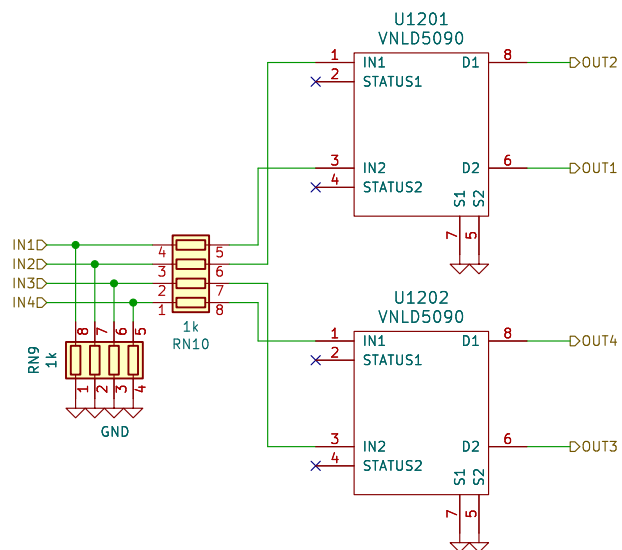 U1201
VNLD5090
1 IN1 D1 8 OUT2
2 STATUS1
3 IN2 D2 6 OUT1
4 STATUS2
S1 S2
7 5
IN1 4 5
IN2 3 6
IN3 2 7
IN4 1 8
1k
RN10
RN9
1k
8 7 6 5
1 2 3 4
GND
U1202
VNLD5090
1 IN1 D1 8 OUT4
2 STATUS1
3 IN2 D2 6 OUT3
4 STATUS2
S1 S2
7 5